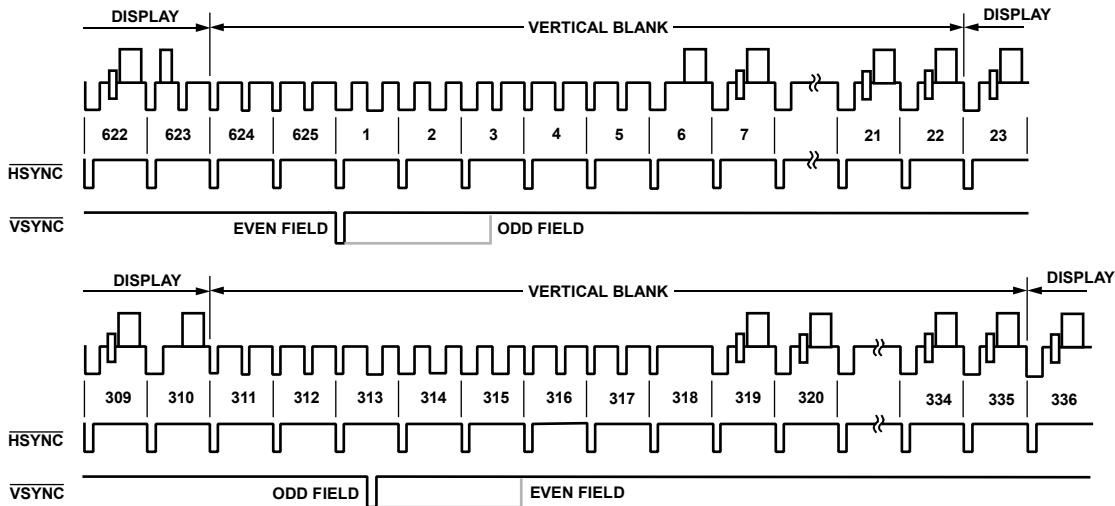 DISPLAY VERTICAL BLANK DISPLAY
622 623 624 625 1 2 3 4 5 6 7 21 22 23
HSYNC
VSYNC EVEN FIELD ODD FIELD
DISPLAY VERTICAL BLANK DISPLAY
309 310 311 312 313 314 315 316 317 318 319 320 334 335 336
HSYNC
VSYNC ODD FIELD EVEN FIELD